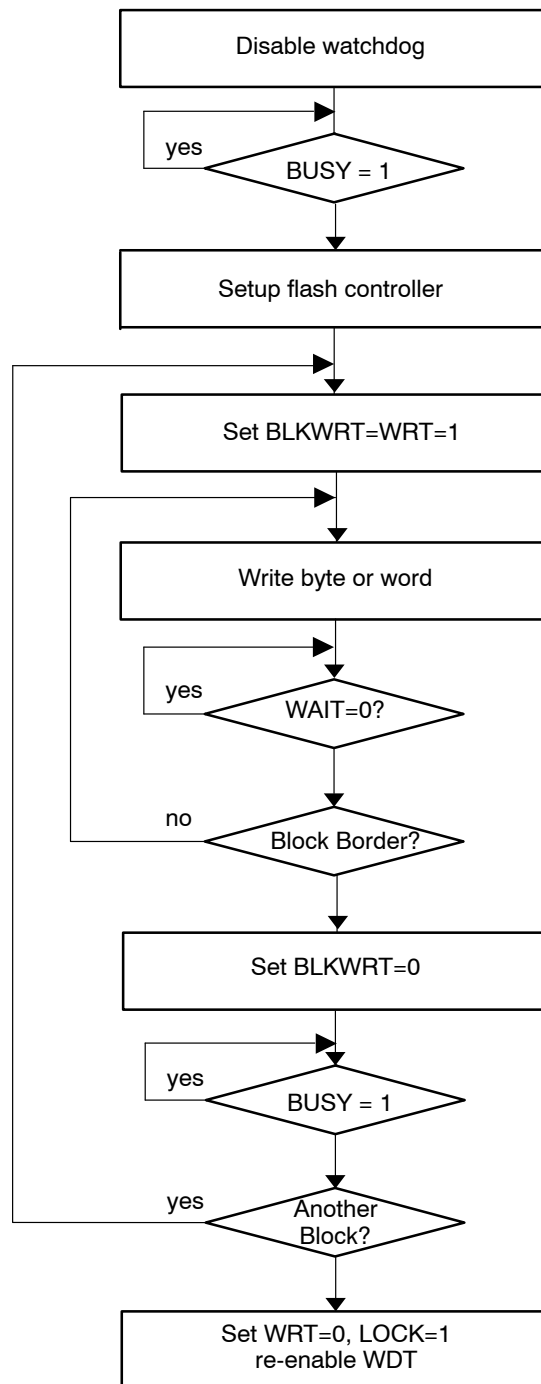 Disable watchdog
yes
BUSY = 1
Setup flash controller
Set BLKWRT=WRT=1
Write byte or word
yes
WAIT=0?
no
Block Border?
Set BLKWRT=0
yes
BUSY = 1
yes
Another
Block?
Set WRT=0, LOCK=1
re-enable WDT